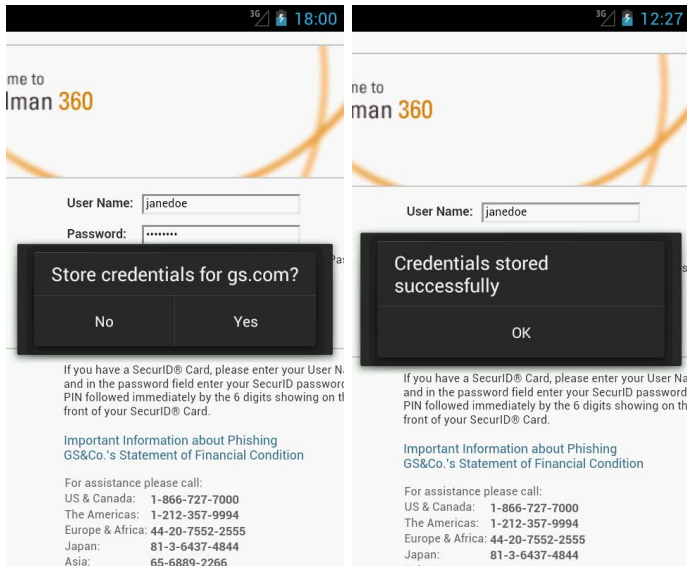 3G 18:00
me to
lman 360
User Name: janedoe
Password: ••••••••
Store credentials for gs.com?
No Yes
If you have a SecurID® Card, please enter your User Na
and in the password field enter your SecurID password
PIN followed immediately by the 6 digits showing on th
front of your SecurID® Card.
Important Information about Phishing
GS&Co.'s Statement of Financial Condition
For assistance please call:
US & Canada: 1-866-727-7000
The Americas: 1-212-357-9994
Europe & Africa: 44-20-7552-2555
Japan: 81-3-6437-4844
Asia: 65-6889-2266
3G 12:27
me to
man 360
User Name: janedoe
Credentials stored
successfully
OK
If you have a SecurID® Card, please enter your User Na
and in the password field enter your SecurID password
PIN followed immediately by the 6 digits showing on th
front of your SecurID® Card.
Important Information about Phishing
GS&Co.'s Statement of Financial Condition
For assistance please call:
US & Canada: 1-866-727-7000
The Americas: 1-212-357-9994
Europe & Africa: 44-20-7552-2555
Japan: 81-3-6437-4844